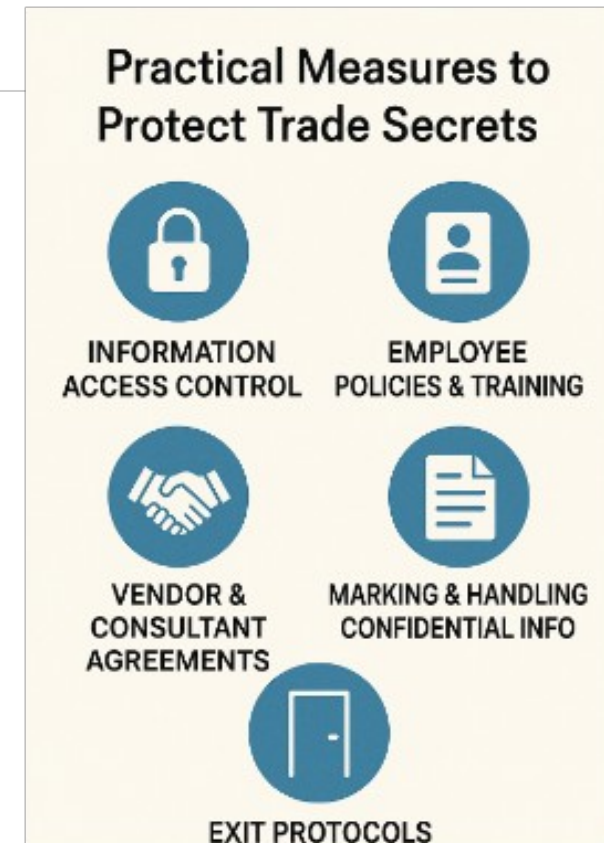 Practical Measures to
Protect Trade Secrets
INFORMATION
ACCESS CONTROL
EMPLOYEE
POLICIES & TRAINING
VENDOR &
CONSULTANT
AGREEMENTS
MARKING & HANDLING
CONFIDENTIAL INFO
EXIT PROTOCOLS